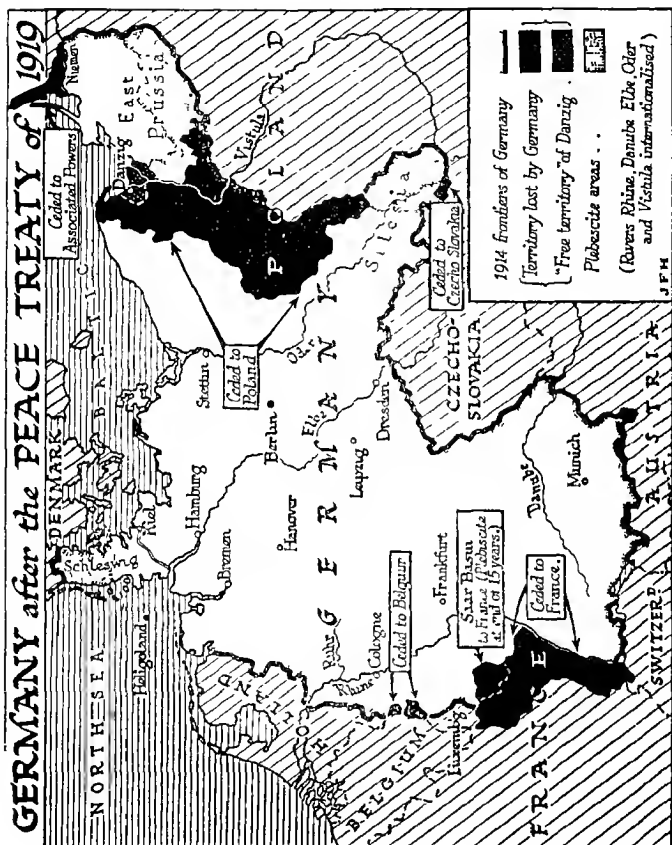 GERMANY after the PEACE TREATY of 1919
NORTH SEA
DENMARK
BALTIC
Schleswig
Heligoland
Kiel
Hamburg
Bremen
Ceded to
Associated Powers
Niemen
Danzig
East
Prussia
Stettin
Ceded to
Poland
POLAND
Vistula
HOLLAND
Hanover
Berlin
Elbe
Oder
GERMANY
Ruhr
Rhine
Cologne
Leipzig
Dresden
Silesia
BELGIUM
Ceded to Belgium
Luxemburg
Frankfurt
CZECHO-
SLOVAKIA
Ceded to
Czecho Slovakia
Saar Basin
to France (Plebiscite
at end of 15 years.)
Ceded to
France.
FRANCE
Danube
Munich
SWITZERD.
AUSTRIA
1914 frontiers of Germany
Territory lost by Germany
"Free territory" of Danzig .
Plebescite areas . .
(Rivers Rhine, Danube Elbe, Oder
and Vistula internationalised)
JFH